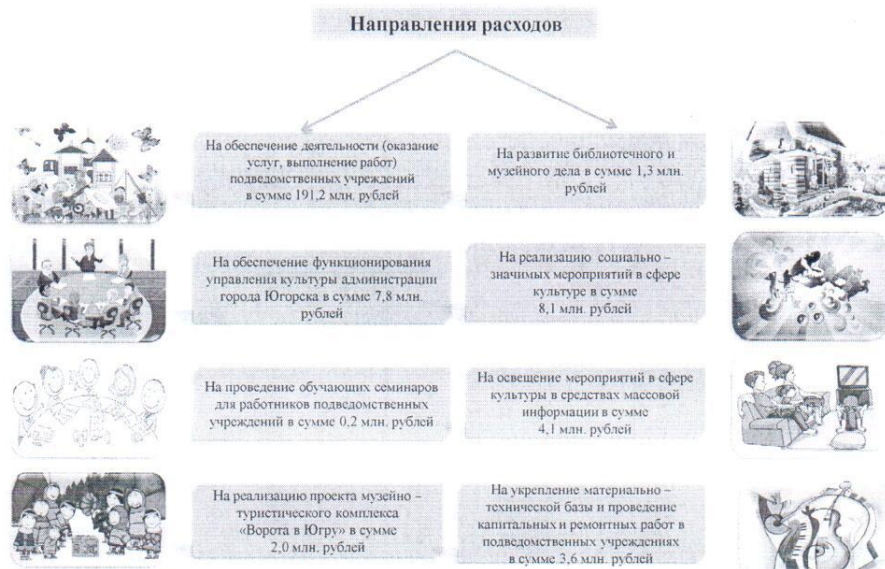 Направления расходов
На обеспечение деятельности (оказание
услуг, выполнение работ)
подведомственных учреждений
в сумме 191,2 млн. рублей
На развитие библиотечного и
музейного дела в сумме 1,3 млн.
рублей
На обеспечение функционирования
управления культуры администрации
города Югорска в сумме 7,8 млн.
рублей
На реализацию социально –
значимых мероприятий в сфере
культуре в сумме
8,1 млн. рублей
На проведение обучающих семинаров
для работников подведомственных
учреждений в сумме 0,2 млн. рублей
На освещение мероприятий в сфере
культуры в средствах массовой
информации в сумме
4,1 млн. рублей
На реализацию проекта музейно –
туристического комплекса
«Ворота в Югру» в сумме
2,0 млн. рублей
На укрепление материально –
технической базы и проведение
капитальных и ремонтных работ в
подведомственных учреждениях
в сумме 3,6 млн. рублей